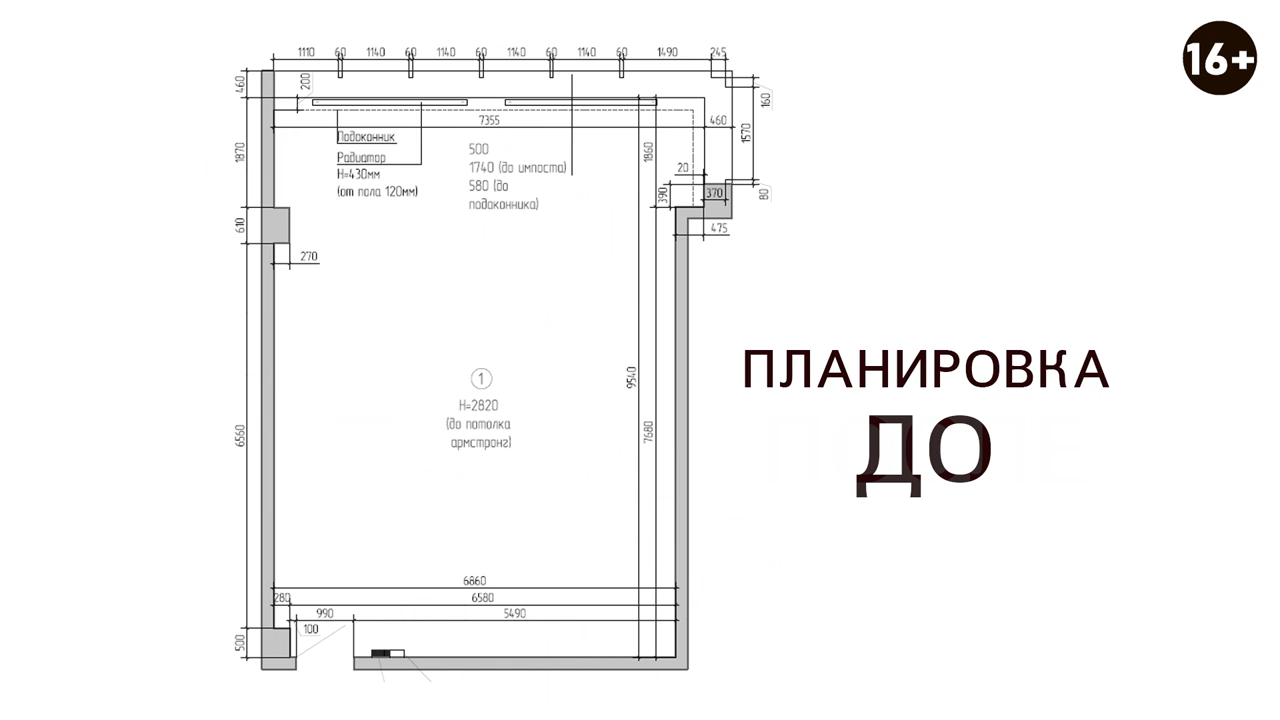 16+
1110 60 1140 60 1140 60 1140 60 1140 60 1490 245
460
200
160
7355
460
1570
Подоконник
Радиатор
H=430мм
(от пола 120мм)
500
1740 (до импоста)
580 (до
подоконника)
1870
1860
20
390
370
80
610
475
270
9540
1
H=2820
(до потолка
армстронг)
6560
7680
ПЛАНИРОВКА
ДО
6860
280
6580
990
5490
100
500